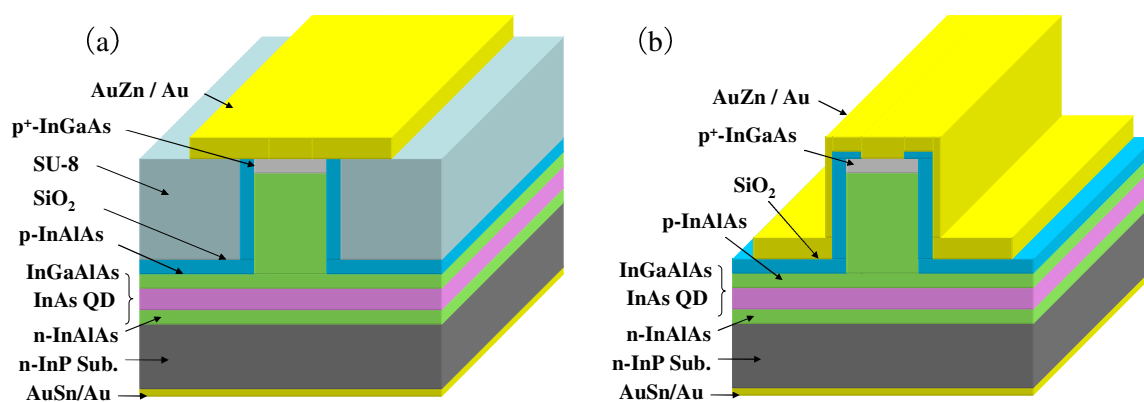 (a)
AuZn / Au
p⁺-InGaAs
SU-8
SiO₂
p-InAlAs
InGaAlAs
InAs QD
n-InAlAs
n-InP Sub.
AuSn/Au
(b)
AuZn / Au
p⁺-InGaAs
SiO₂
p-InAlAs
InGaAlAs
InAs QD
n-InAlAs
n-InP Sub.
AuSn/Au